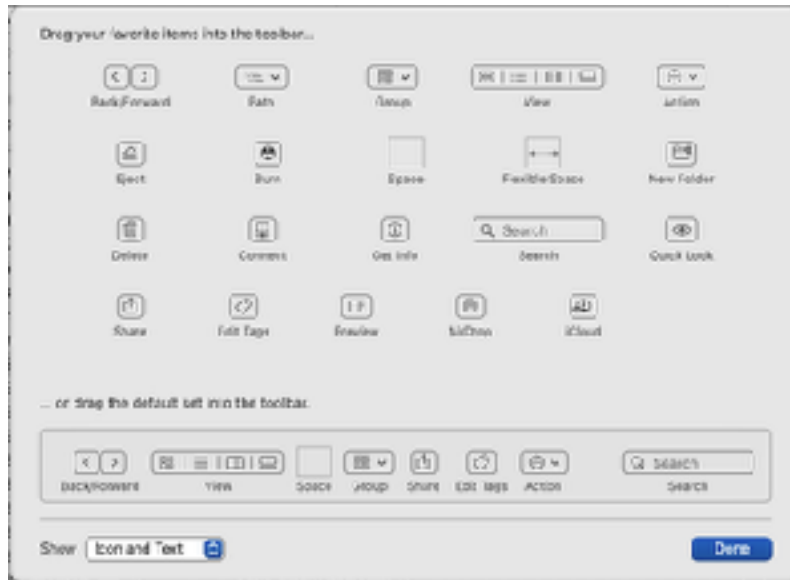 Drag your favorite items into the toolbar...
Back/Forward Path Group View Action
Eject Burn Space Flexible Space New Folder
Delete Connect Get Info Search Search Quick Look
Share Edit Tags Preview AirDrop iCloud
... or drag the default set into the toolbar.
Search
Back/Forward View Space Group Share Edit Tags Action Search
Show Icon and Text Done